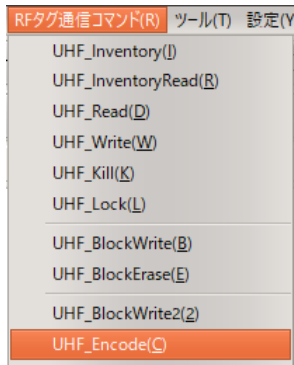 RFタグ通信コマンド(R) ツール(T) 設定(Y
UHF_Inventory(I)
UHF_InventoryRead(R)
UHF_Read(D)
UHF_Write(W)
UHF_Kill(K)
UHF_Lock(L)
UHF_BlockWrite(B)
UHF_BlockErase(E)
UHF_BlockWrite2(2)
UHF_Encode(C)